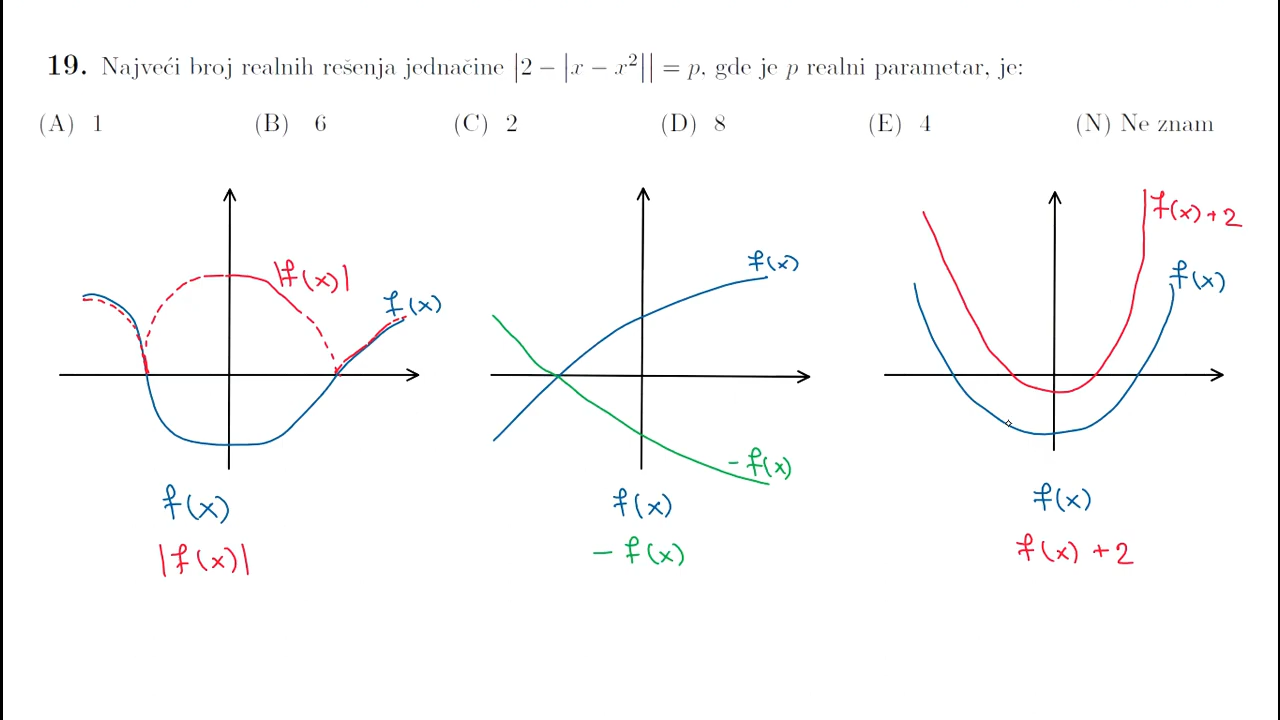 19. Najveći broj realnih rešenja jednačine |2 − |x − x²|| = p, gde je p realni parametar, je:
(A) 1 (B) 6 (C) 2 (D) 8 (E) 4 (N) Ne znam
|f(x)| f(x)
f(x)
|f(x)|
f(x)
-f(x)
f(x)
-f(x)
f(x)+2
f(x)
f(x)
f(x)+2